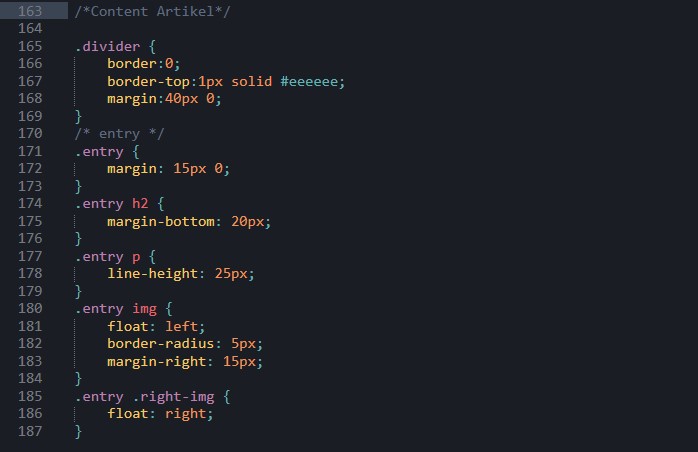 163 /*Content Artikel*/
164
165 .divider {
166     border:0;
167     border-top:1px solid #eeeeee;
168     margin:40px 0;
169 }
170 /* entry */
171 .entry {
172     margin: 15px 0;
173 }
174 .entry h2 {
175     margin-bottom: 20px;
176 }
177 .entry p {
178     line-height: 25px;
179 }
180 .entry img {
181     float: left;
182     border-radius: 5px;
183     margin-right: 15px;
184 }
185 .entry .right-img {
186     float: right;
187 }